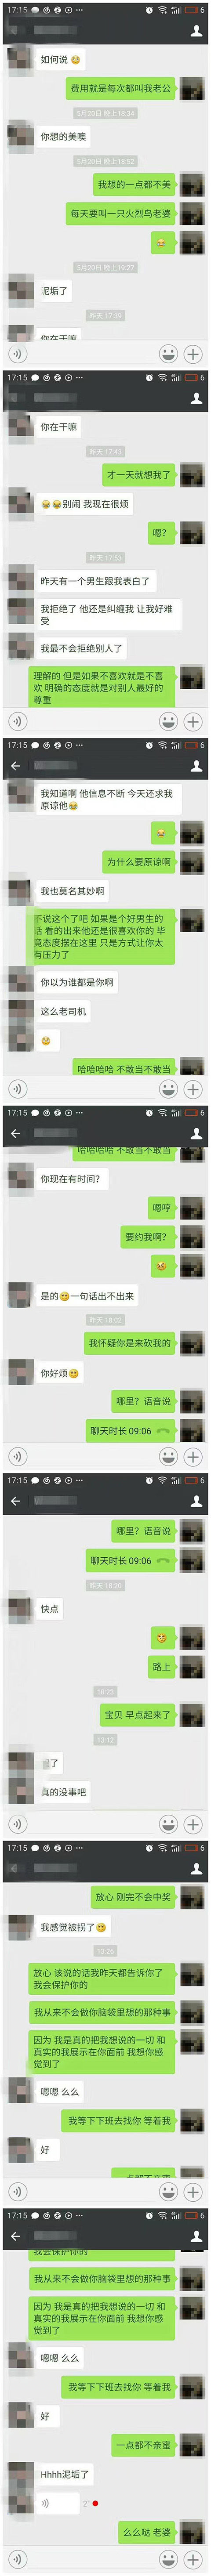 17:15
6
如何说
费用就是每次都叫我老公
5月20日 晚上18:24
你想的美噢
5月20日 晚上18:52
我想的一点都不美
每天要叫一只火烈鸟老婆
5月20日 晚上19:27
泥垢了
昨天 17:39
你在干嘛
17:15
6
你在干嘛
昨天 17:43
才一天就想我了
别闹 我现在很烦
嗯?
昨天 17:53
昨天有一个男生跟我表白了
我拒绝了 他还是纠缠我 让我好难
受
我最不会拒绝别人了
理解的 但是如果不喜欢就是不喜
欢 明确的态度就是对别人最好的
尊重
17:15
6
我知道啊 他信息不断 今天还求我
原谅他
为什么要原谅啊
我也莫名其妙啊
不说这个了吧 如果是个好男生的
话 看的出来他还是很喜欢你的 毕
竟态度摆在这里 只是方式让你太
有压力了
你以为谁都是你啊
这么老司机
哈哈哈哈 不敢当不敢当
17:15
6
哈哈哈哈 不敢当不敢当
你现在有时间?
嗯哼
要约我啊?
是的一句话出不出来
昨天 18:02
我怀疑你是来砍我的
你好烦
哪里? 语音说
聊天时长 09:06
17:15
6
哪里? 语音说
聊天时长 09:06
昨天 18:20
快点
路上
10:23
宝贝 早点起来了
13:12
了
真的没事吧
17:15
6
放心 刚完不会中奖
我感觉被拐了
13:26
放心 该说的话我昨天都告诉你了
我会保护你的
我从来不会做你脑袋里想的那种事
因为 我是真的把我想说的一切 和
真实的我展示在你面前 我想你感
觉到了
嗯嗯 么么
我等下下班去找你 等着我
好
一点都不亲蜜
17:15
6
我会保护你的
我从来不会做你脑袋里想的那种事
因为 我是真的把我想说的一切 和
真实的我展示在你面前 我想你感
觉到了
嗯嗯 么么
我等下下班去找你 等着我
好
一点都不亲蜜
Hhhh泥垢了
2"
么么哒 老婆